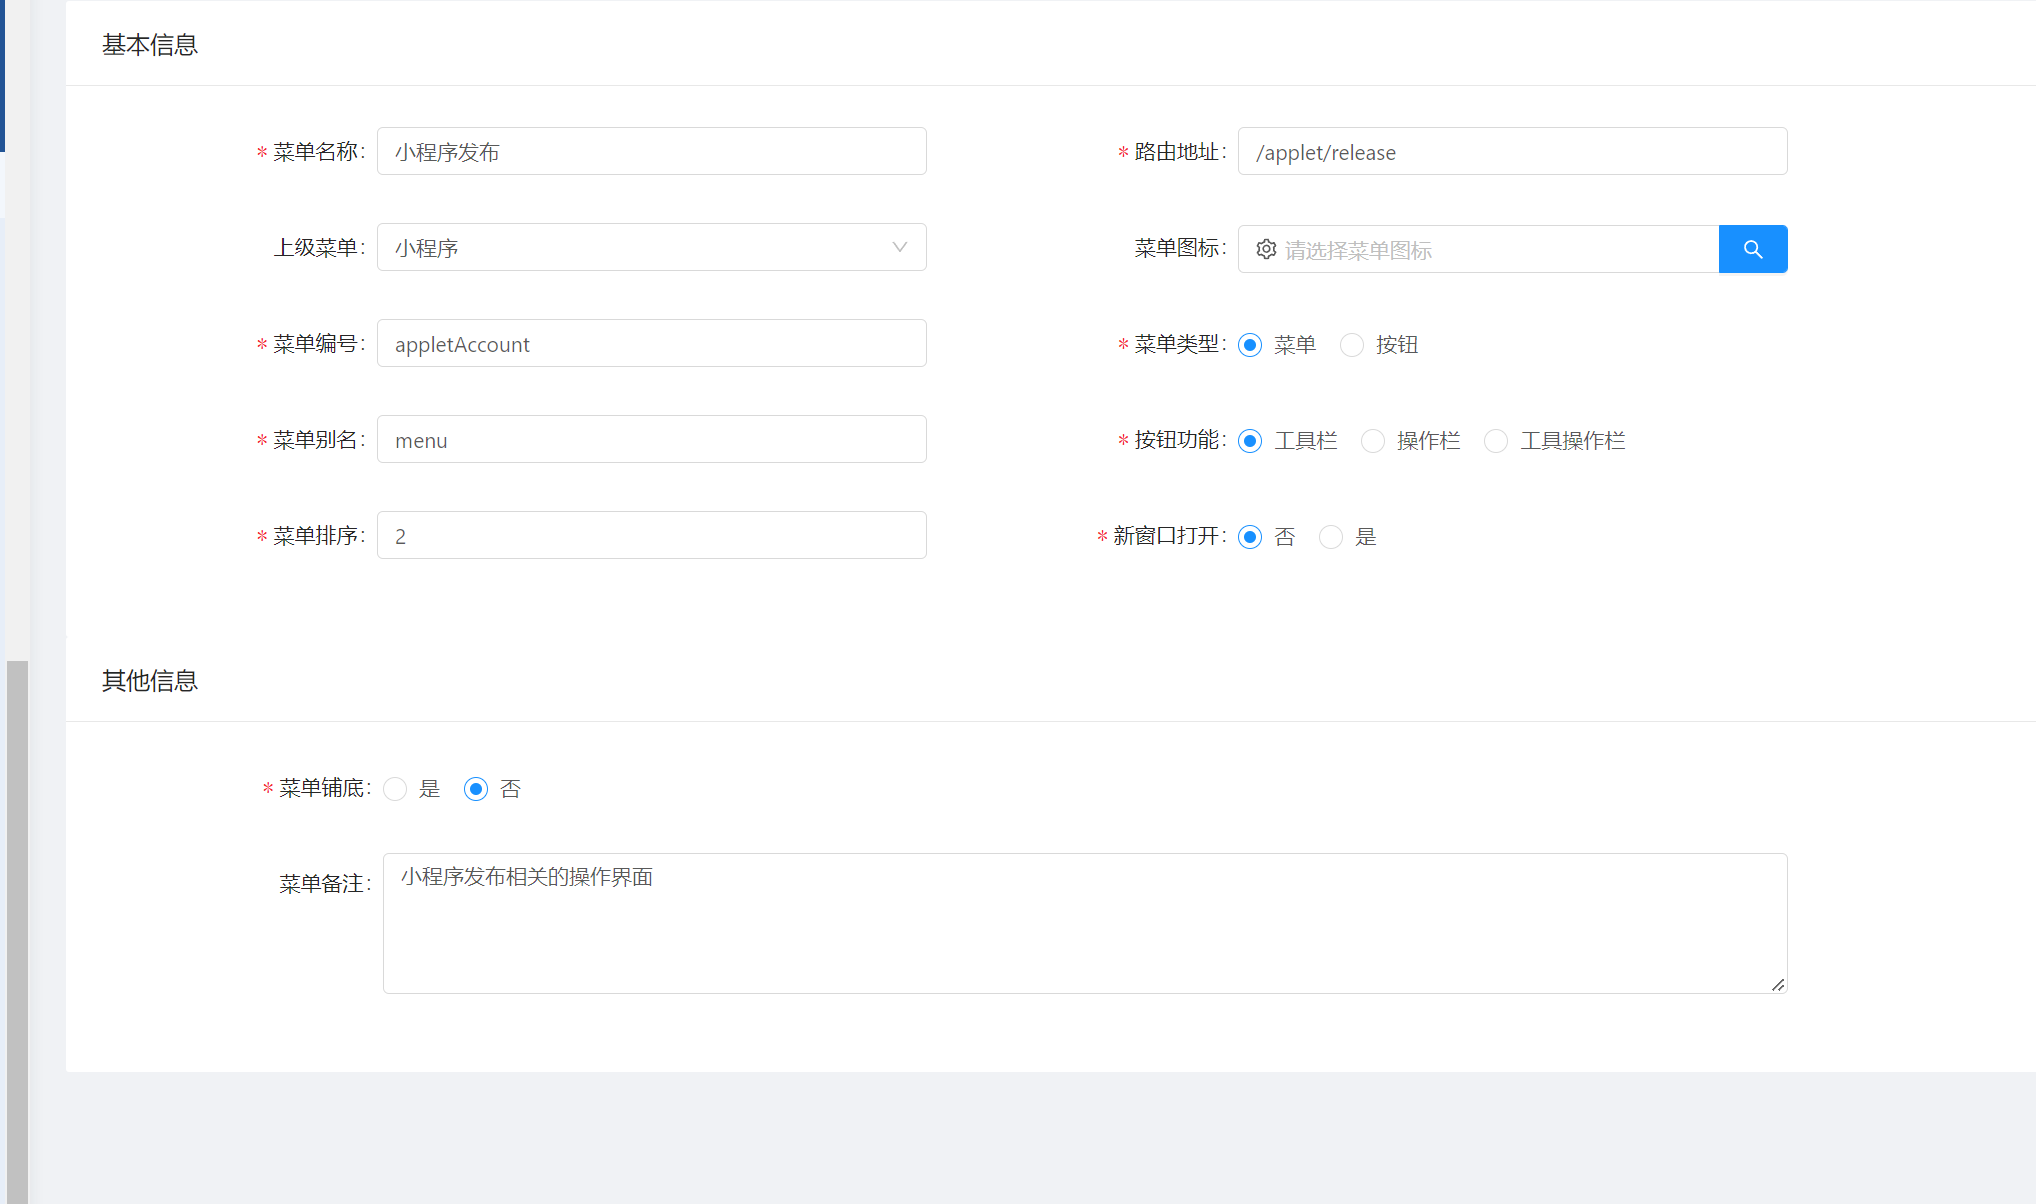 基本信息
* 菜单名称: 小程序发布
* 路由地址: /applet/release
上级菜单: 小程序
菜单图标: 请选择菜单图标
* 菜单编号: appletAccount
* 菜单类型: 菜单 按钮
* 菜单别名: menu
* 按钮功能: 工具栏 操作栏 工具操作栏
* 菜单排序: 2
* 新窗口打开: 否 是
其他信息
* 菜单铺底: 是 否
菜单备注: 小程序发布相关的操作界面